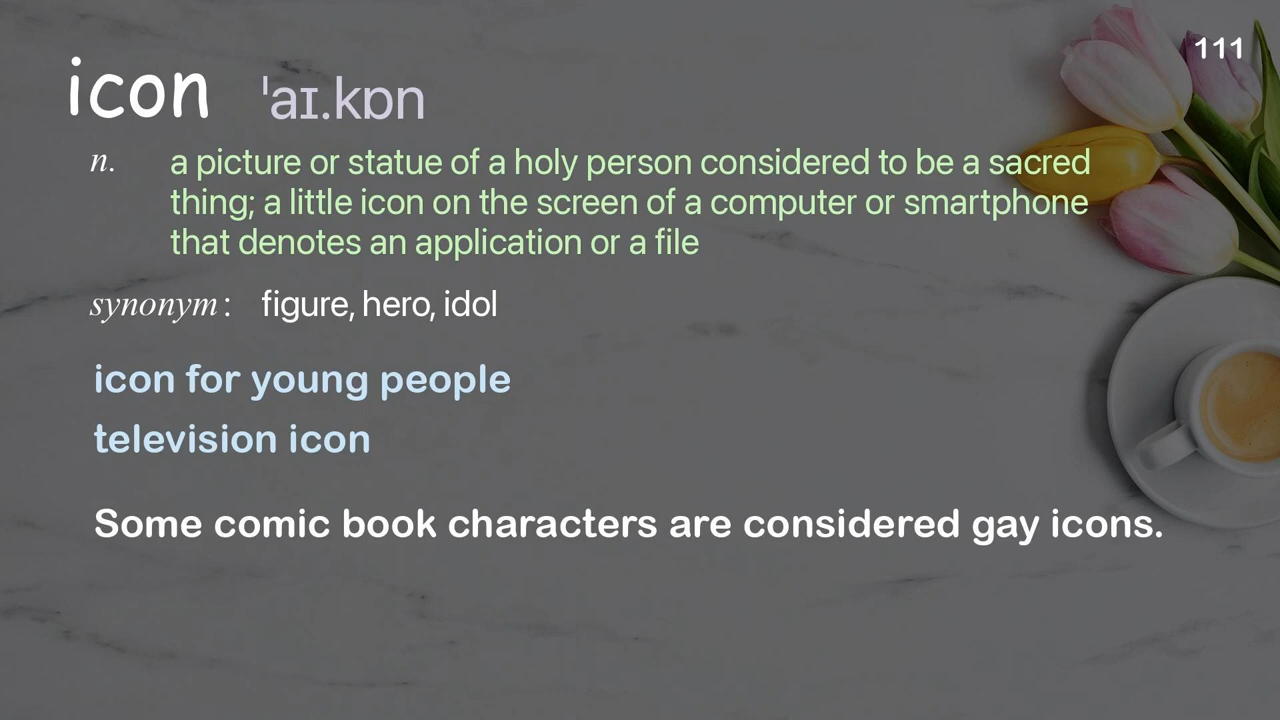 111
icon ˈaɪ.kɒn
n. a picture or statue of a holy person considered to be a sacred
thing; a little icon on the screen of a computer or smartphone
that denotes an application or a file
synonym: figure, hero, idol
icon for young people
television icon
Some comic book characters are considered gay icons.